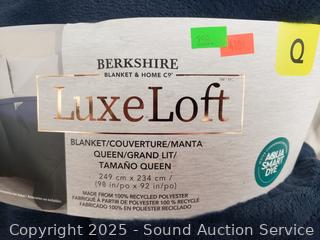 Q
BERKSHIRE
BLANKET & HOME CO
LuxeLoft
BLANKET/COUVERTURE/MANTA
QUEEN/GRAND LIT/
TAMAÑO QUEEN
249 cm x 234 cm /
(98 in/po x 92 in/po)
MADE FROM 100% RECYCLED POLYESTER
FABRIQUÉ À PARTIR DE POLYESTER 100 % RECYCLÉ
FABRICADO EN POLIÉSTER RECICLADO
AQUA
SMART
DYE
Copyright 2025 - Sound Auction Service